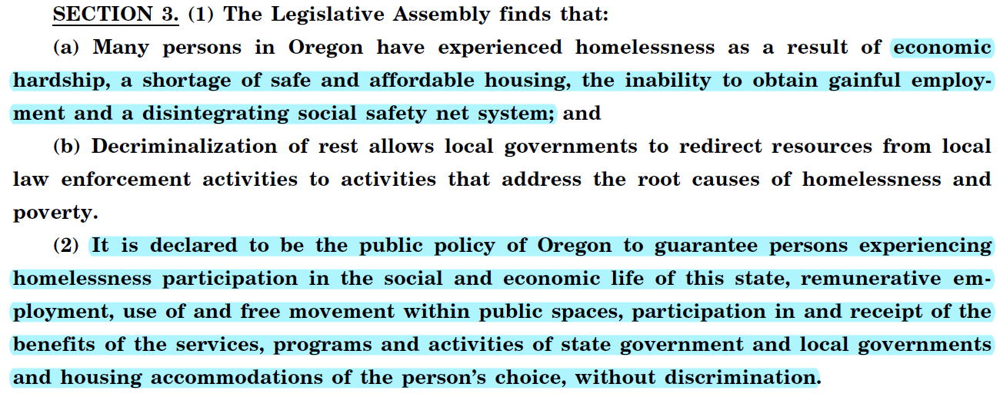 SECTION 3. (1) The Legislative Assembly finds that:
(a) Many persons in Oregon have experienced homelessness as a result of economic
hardship, a shortage of safe and affordable housing, the inability to obtain gainful employ-
ment and a disintegrating social safety net system; and
(b) Decriminalization of rest allows local governments to redirect resources from local
law enforcement activities to activities that address the root causes of homelessness and
poverty.
(2) It is declared to be the public policy of Oregon to guarantee persons experiencing
homelessness participation in the social and economic life of this state, remunerative em-
ployment, use of and free movement within public spaces, participation in and receipt of the
benefits of the services, programs and activities of state government and local governments
and housing accommodations of the person's choice, without discrimination.